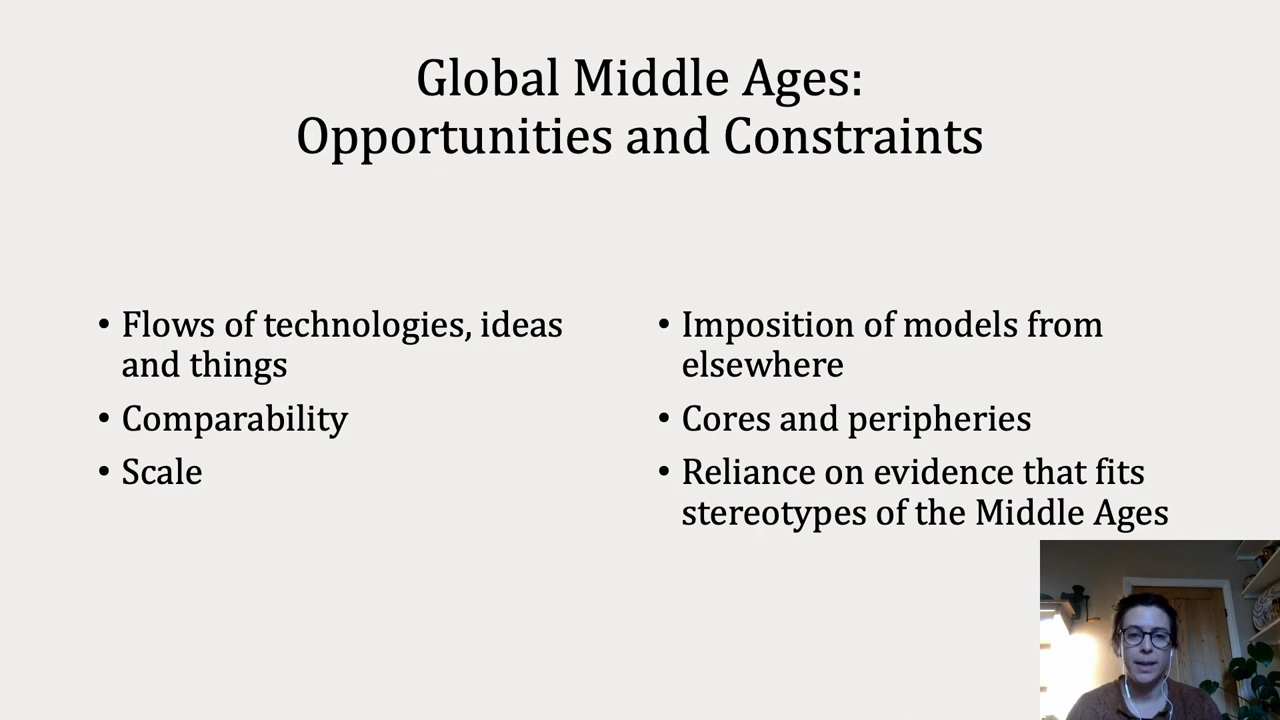 Global Middle Ages:
Opportunities and Constraints
• Flows of technologies, ideas
and things
• Comparability
• Scale
• Imposition of models from
elsewhere
• Cores and peripheries
• Reliance on evidence that fits
stereotypes of the Middle Ages